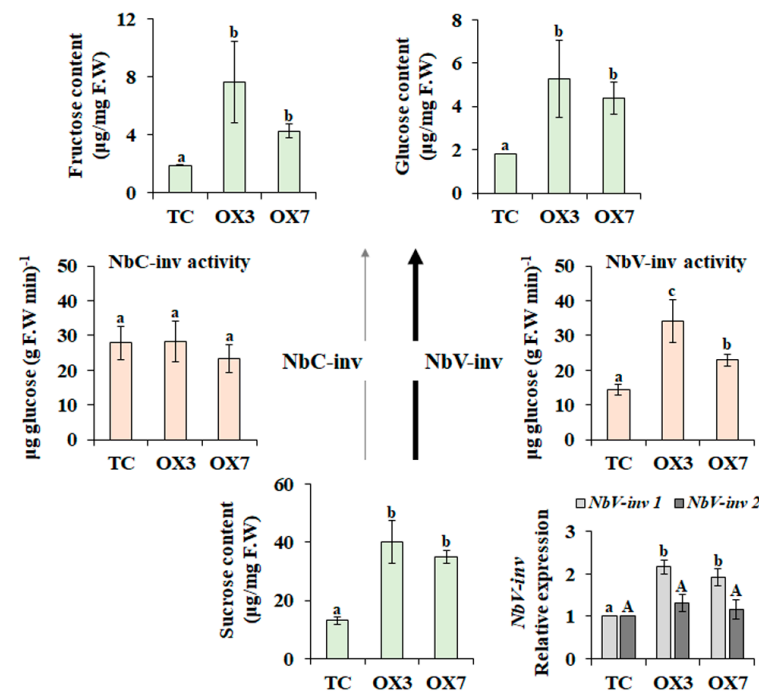 Fructose content
(µg/mg F.W)
12
8
4
0
a
b
b
TC OX3 OX7
Glucose content
(µg/mg F.W)
8
6
4
2
0
a
b
b
TC OX3 OX7
NbC-inv activity
µg glucose (g F.W min)-1
50
40
30
20
10
0
a
a
a
TC OX3 OX7
NbC-inv
NbV-inv
NbV-inv activity
µg glucose (g F.W min)-1
50
40
30
20
10
0
a
c
b
TC OX3 OX7
Sucrose content
(µg/mg F.W)
60
40
20
0
a
b
b
TC OX3 OX7
NbV-inv 1 NbV-inv 2
NbV-inv
Relative expression
3
2
1
0
a A
b A
b A
TC OX3 OX7